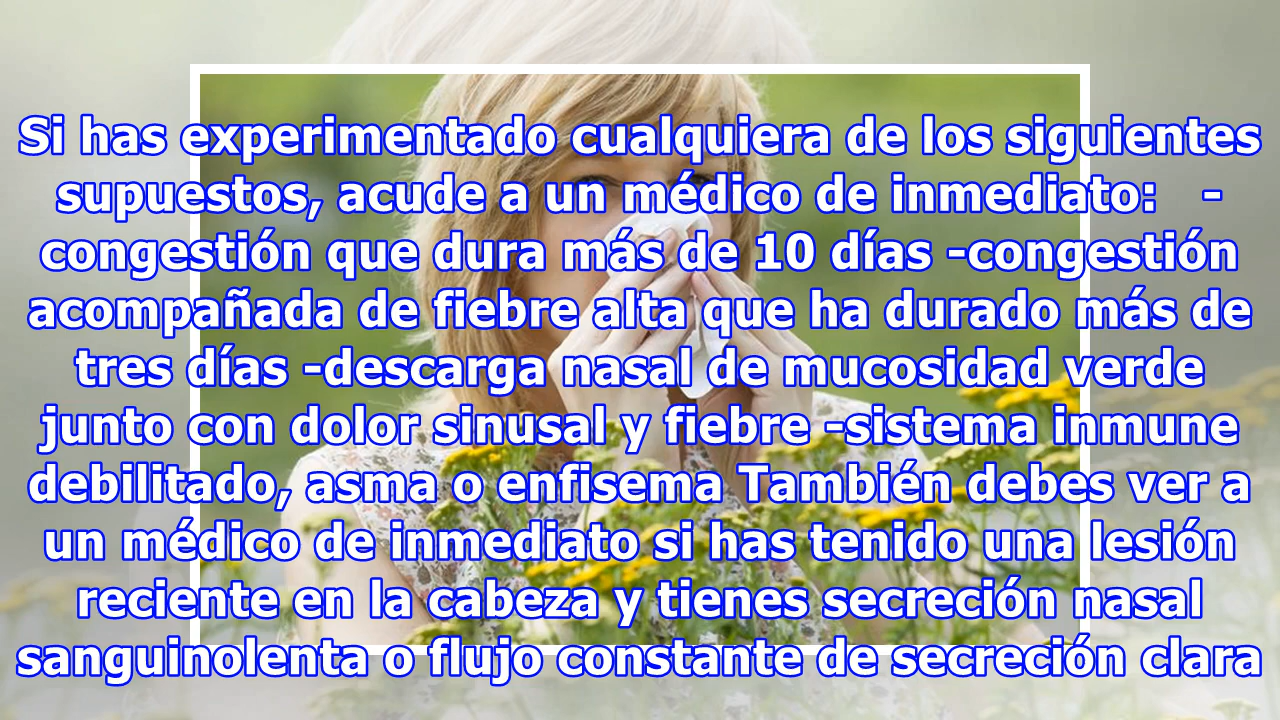 Si has experimentado cualquiera de los siguientes
supuestos, acude a un médico de inmediato:   -
congestión que dura más de 10 días -congestión
acompañada de fiebre alta que ha durado más de
tres días -descarga nasal de mucosidad verde
junto con dolor sinusal y fiebre -sistema inmune
debilitado, asma o enfisema También debes ver a
un médico de inmediato si has tenido una lesión
reciente en la cabeza y tienes secreción nasal
sanguinolenta o flujo constante de secreción clara